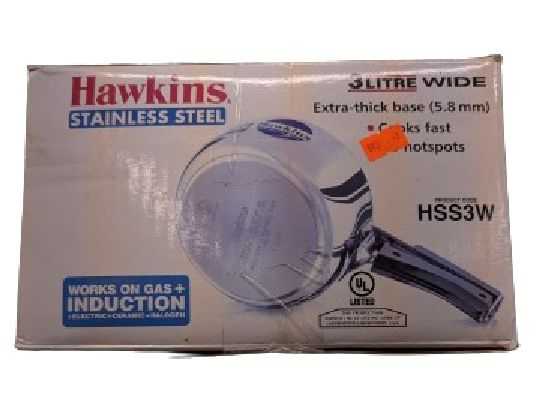 Hawkins
STAINLESS STEEL
3 LITRE WIDE
Extra-thick base (5.8 mm)
• Cooks fast
hotspots
HAWKINS
PRODUCT CODE
HSS3W
WORKS ON GAS +
INDUCTION
• ELECTRIC • CERAMIC • HALOGEN
UL
LISTED